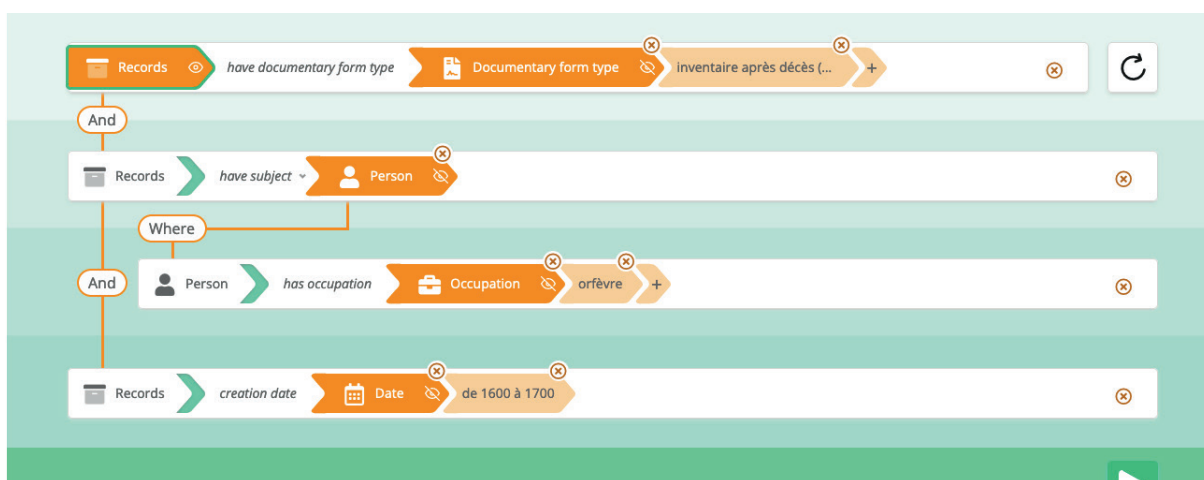 Records have documentary form type Documentary form type inventaire après décès (... +
And
Records have subject Person
Where
And Person has occupation Occupation orfèvre +
Records creation date Date de 1600 à 1700